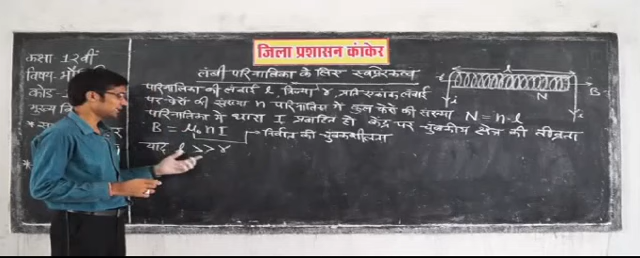 जिला प्रशासन कांकेर
कक्षा 12वीं
विषय-भौ
कोड-
मुख्य बि
लंबी परिनालिका के लिए स्वप्रेरकत्व
परिनालिका की लंबाई l, त्रिज्या r, प्रति एकांक लंबाई
पर फेरों की संख्या n परिनालिका में कुल फेरों की संख्या N = n·l
परिनालिका में धारा I प्रवाहित हो केंद्र पर चुंबकीय क्षेत्र की तीव्रता
B = μ₀ n I → निर्वात की चुंबकशीलता
यदि l >> r
l
r
i
N
i
B